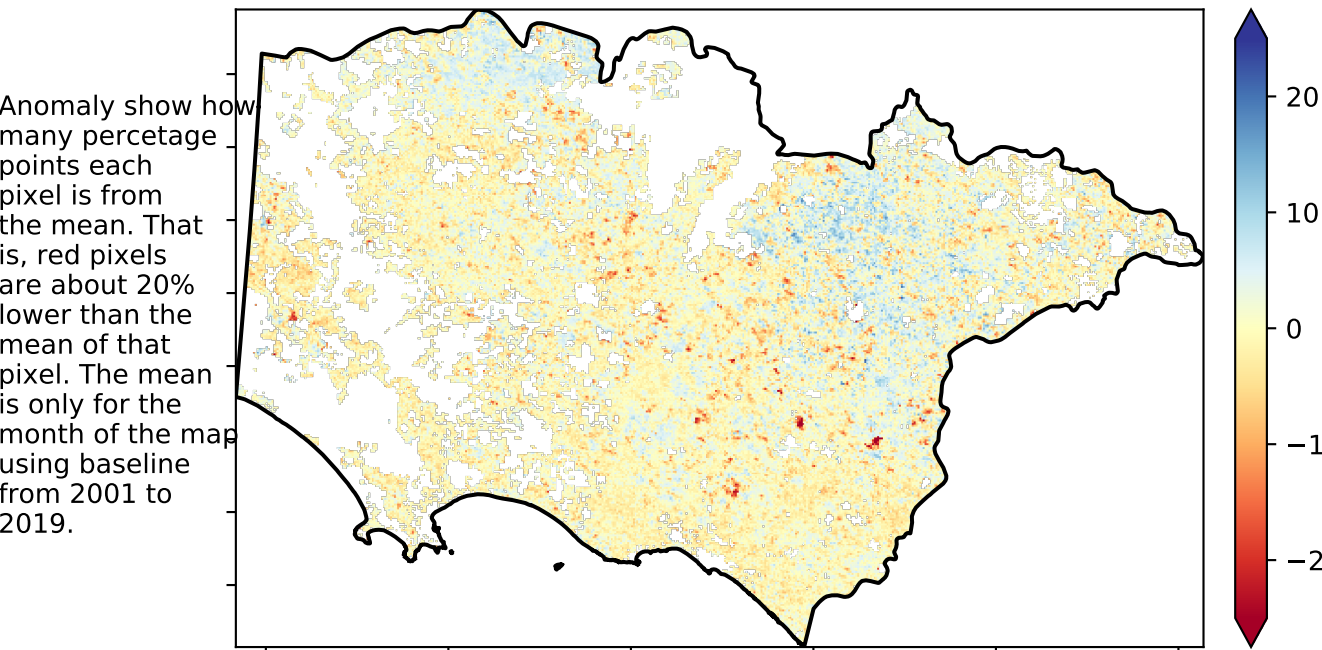 Anomaly show how
many percetage
points each
pixel is from
the mean. That
is, red pixels
are about 20%
lower than the
mean of that
pixel. The mean
is only for the
month of the map
using baseline
from 2001 to
2019.
20
10
0
−1
−2